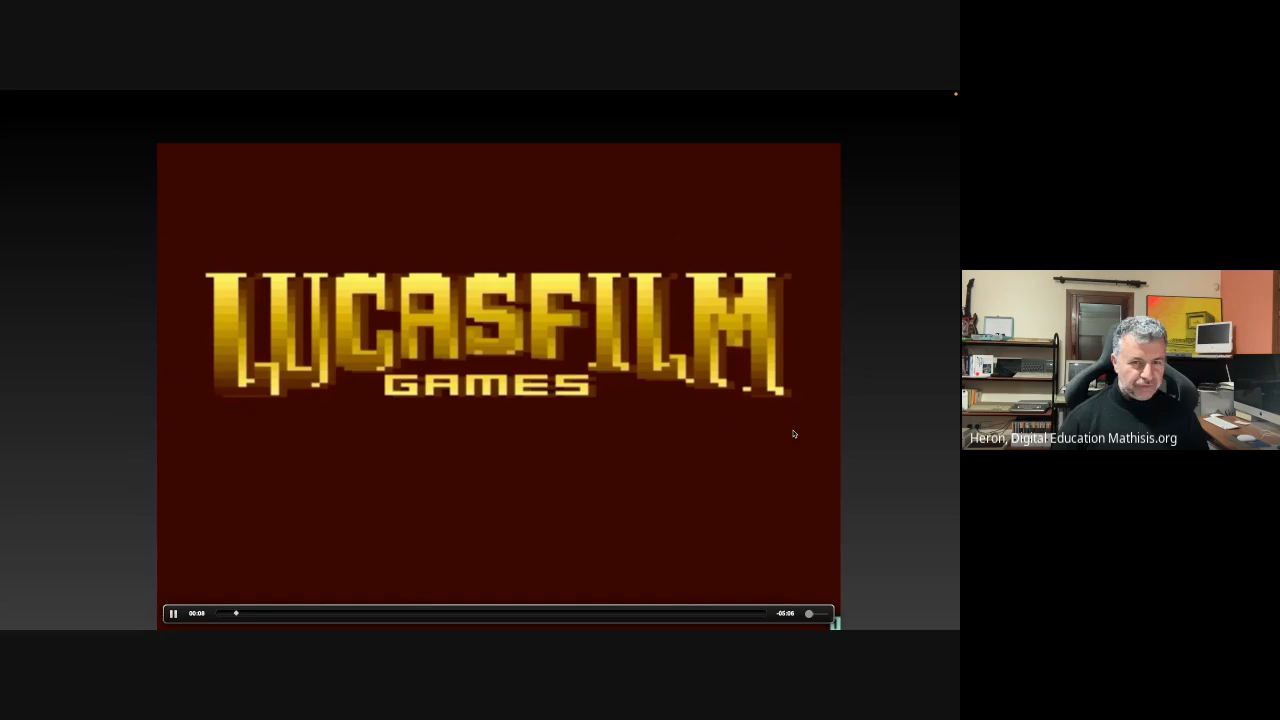 LUCASFILM
GAMES
00:08
-05:06
Heron, Digital Education Mathisis.org